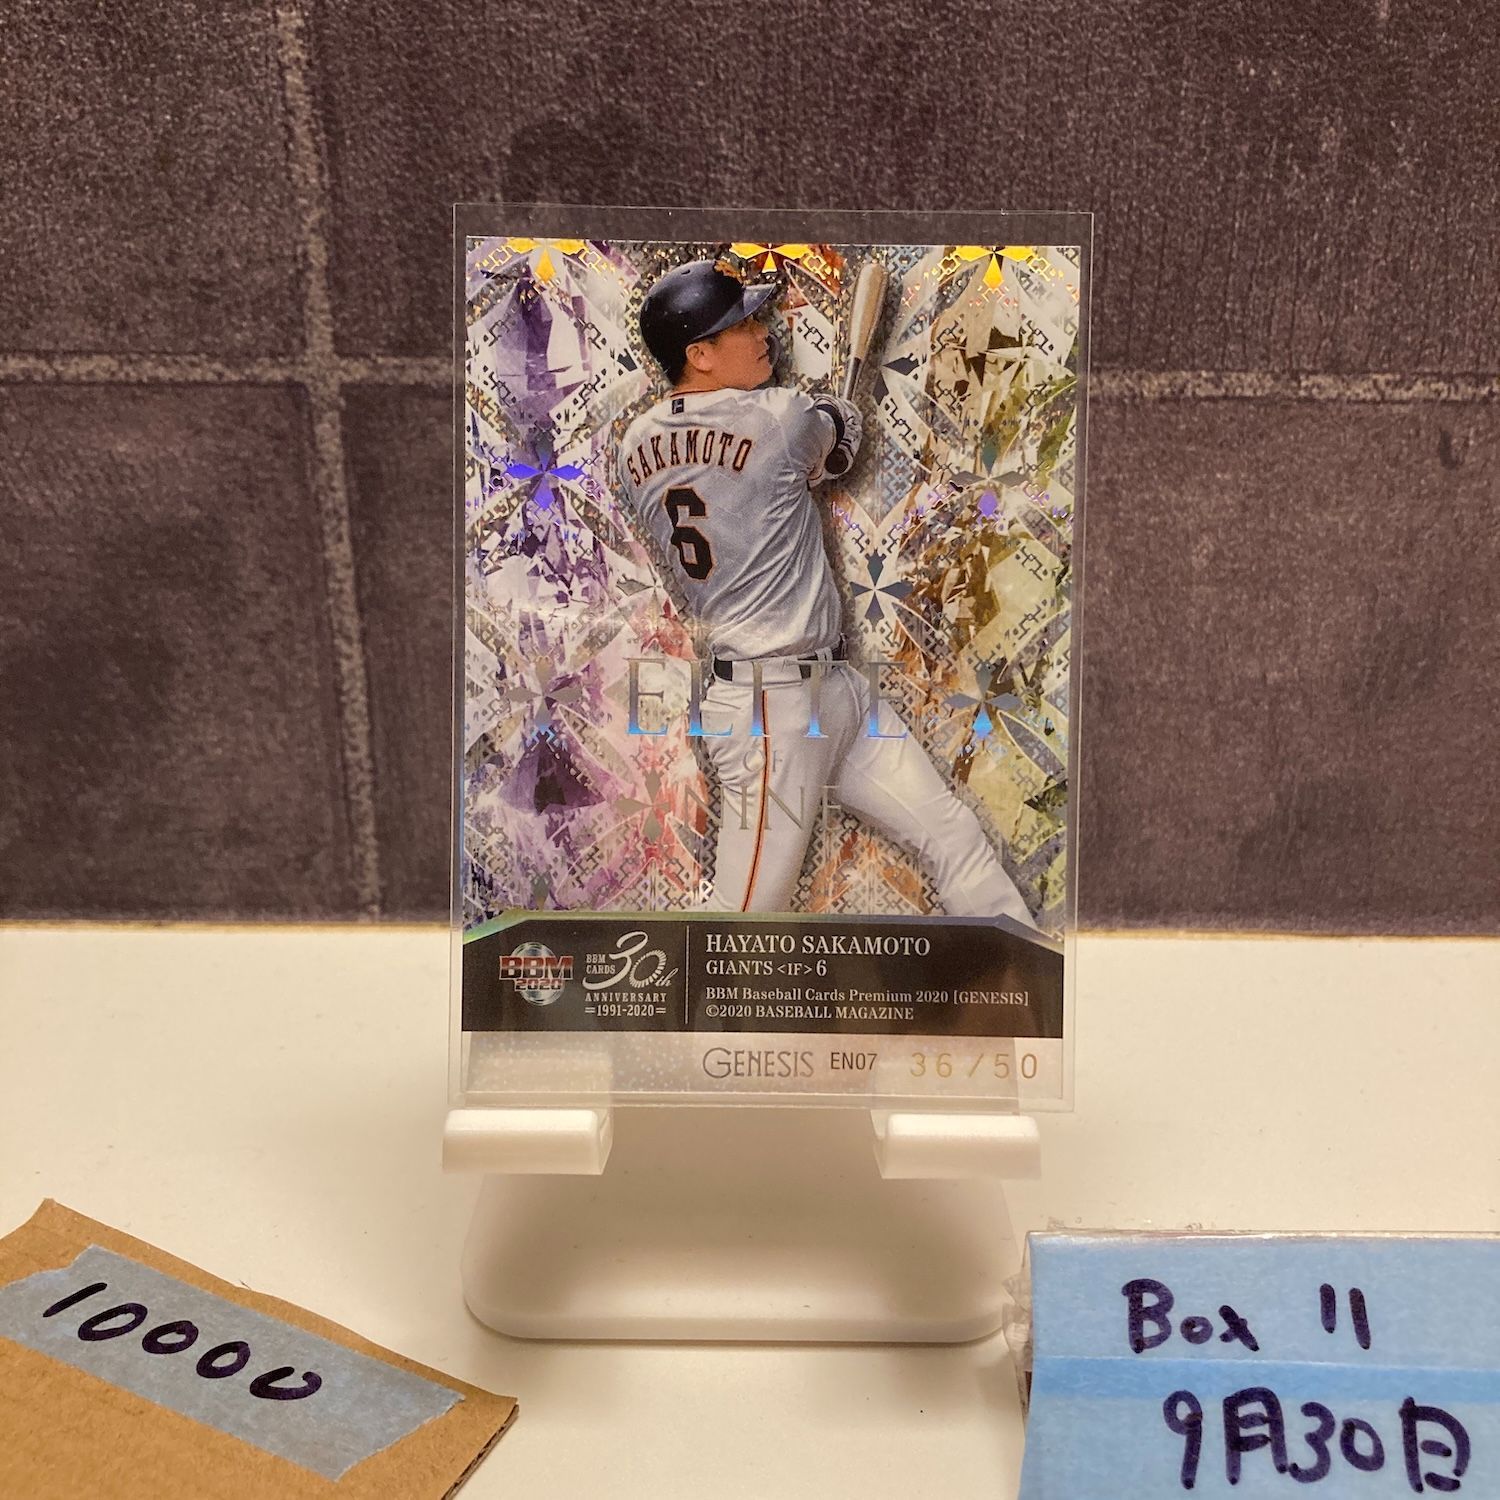 SAKAMOTO
6
ELITE
OF
NINE
BBM
2020
BBM
CARDS
30th
ANNIVERSARY
=1991-2020=
HAYATO SAKAMOTO
GIANTS <IF> 6
BBM Baseball Cards Premium 2020 [GENESIS]
©2020 BASEBALL MAGAZINE
GENESIS EN07 36/50
10000
Box 11
9月30日